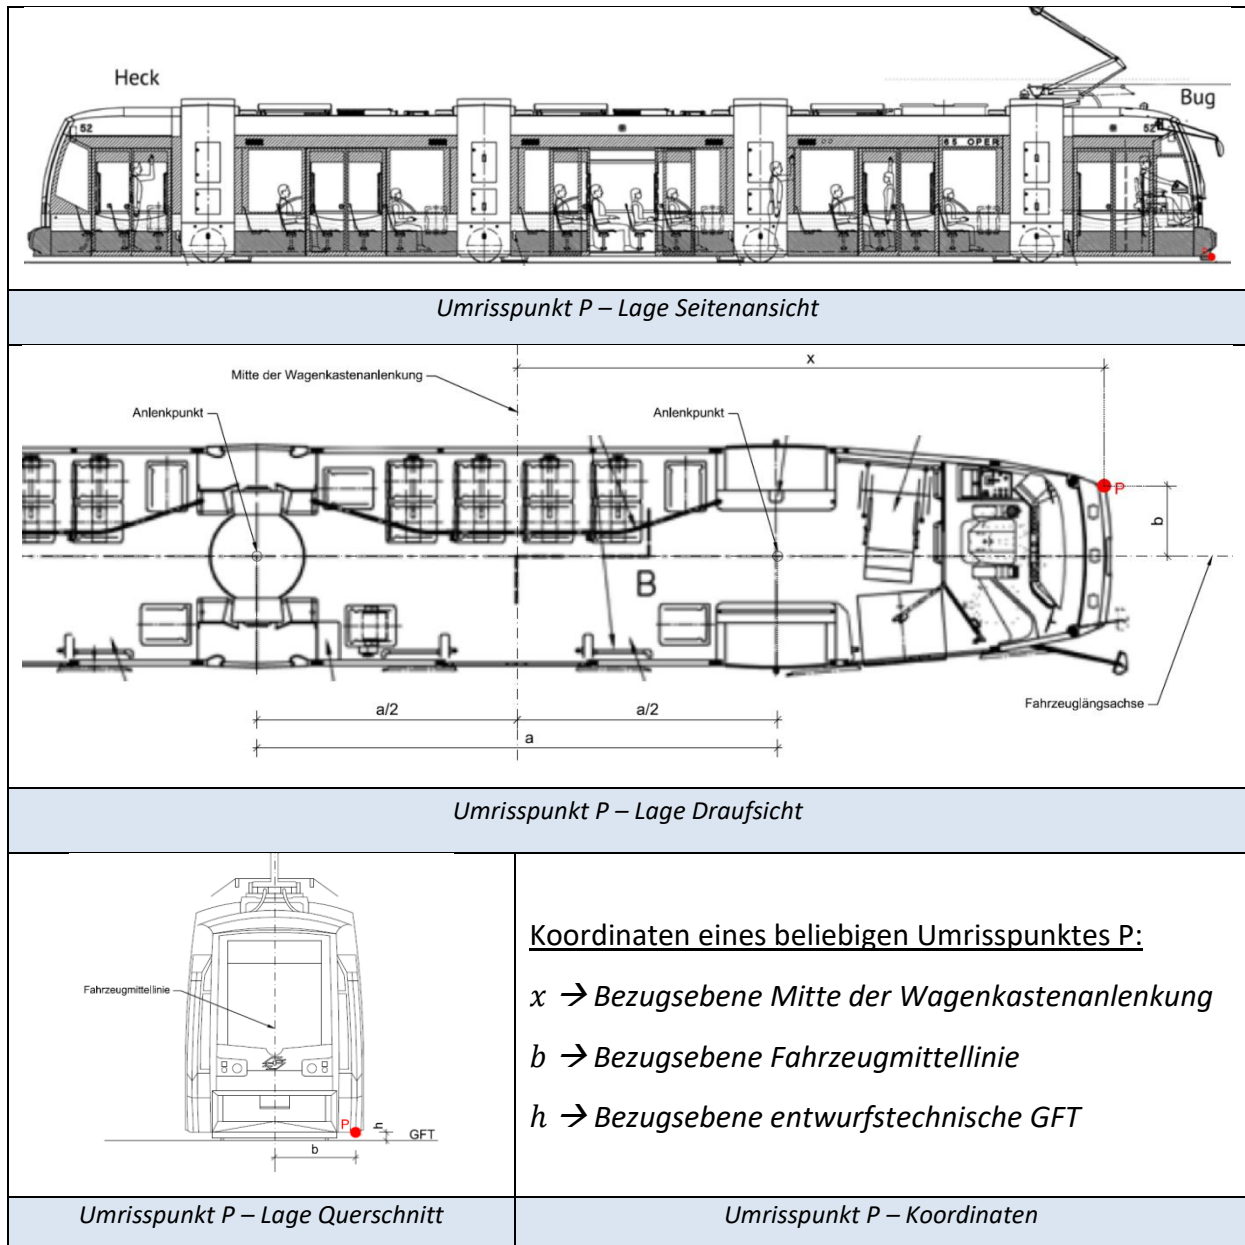 Heck
Bug
52
65 OPER
52
Umrisspunkt P – Lage Seitenansicht
x
Mitte der Wagenkastenanlenkung
Anlenkpunkt
Anlenkpunkt
P
b
B
Fahrzeuglängsachse
a/2
a/2
a
Umrisspunkt P – Lage Draufsicht
Fahrzeugmittellinie
P
h
GFT
b
Koordinaten eines beliebigen Umrisspunktes P:
x → Bezugsebene Mitte der Wagenkastenanlenkung
b → Bezugsebene Fahrzeugmittellinie
h → Bezugsebene entwurfstechnische GFT
Umrisspunkt P – Lage Querschnitt
Umrisspunkt P – Koordinaten